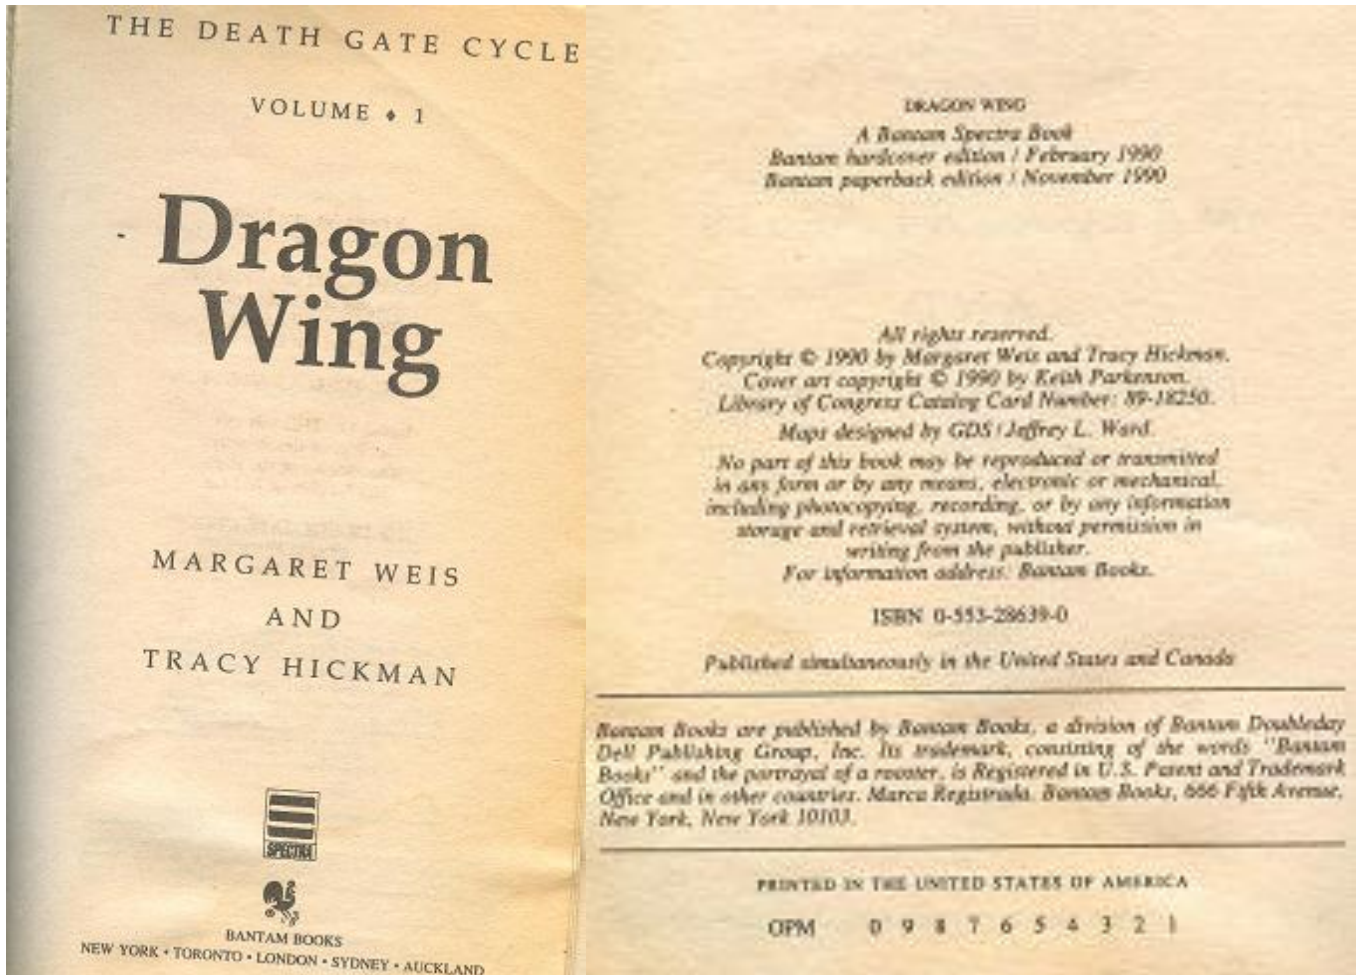 THE DEATH GATE CYCLE
VOLUME ♦ 1
Dragon
Wing
MARGARET WEIS
AND
TRACY HICKMAN
SPECTRA
BANTAM BOOKS
NEW YORK • TORONTO • LONDON • SYDNEY • AUCKLAND
DRAGON WING
A Bantam Spectra Book
Bantam hardcover edition / February 1990
Bantam paperback edition / November 1990
All rights reserved.
Copyright © 1990 by Margaret Weis and Tracy Hickman.
Cover art copyright © 1990 by Keith Parkinson.
Library of Congress Catalog Card Number: 89-18250.
Maps designed by GDS / Jeffrey L. Ward.
No part of this book may be reproduced or transmitted
in any form or by any means, electronic or mechanical,
including photocopying, recording, or by any information
storage and retrieval system, without permission in
writing from the publisher.
For information address: Bantam Books.
ISBN 0-553-28639-0
Published simultaneously in the United States and Canada
Bantam Books are published by Bantam Books, a division of Bantam Doubleday
Dell Publishing Group, Inc. Its trademark, consisting of the words "Bantam
Books" and the portrayal of a rooster, is Registered in U.S. Patent and Trademark
Office and in other countries. Marca Registrada. Bantam Books, 666 Fifth Avenue,
New York, New York 10103.
PRINTED IN THE UNITED STATES OF AMERICA
OPM 0 9 8 7 6 5 4 3 2 1